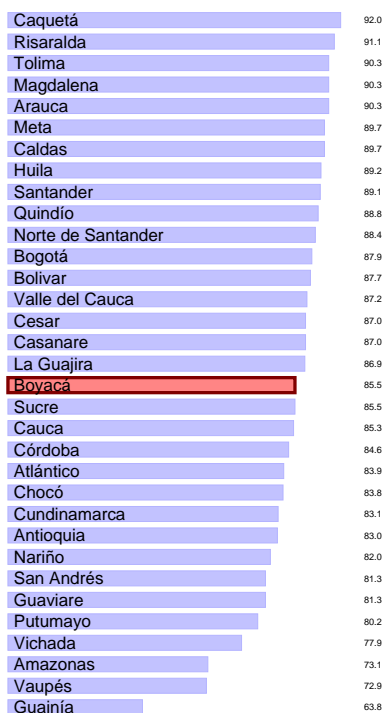 Caquetá 92.0
Risaralda 91.1
Tolima 90.3
Magdalena 90.3
Arauca 90.3
Meta 89.7
Caldas 89.7
Huila 89.2
Santander 89.1
Quindío 88.8
Norte de Santander 88.4
Bogotá 87.9
Bolivar 87.7
Valle del Cauca 87.2
Cesar 87.0
Casanare 87.0
La Guajira 86.9
Boyacá 85.5
Sucre 85.5
Cauca 85.3
Córdoba 84.6
Atlántico 83.9
Chocó 83.8
Cundinamarca 83.1
Antioquia 83.0
Nariño 82.0
San Andrés 81.3
Guaviare 81.3
Putumayo 80.2
Vichada 77.9
Amazonas 73.1
Vaupés 72.9
Guainía 63.8